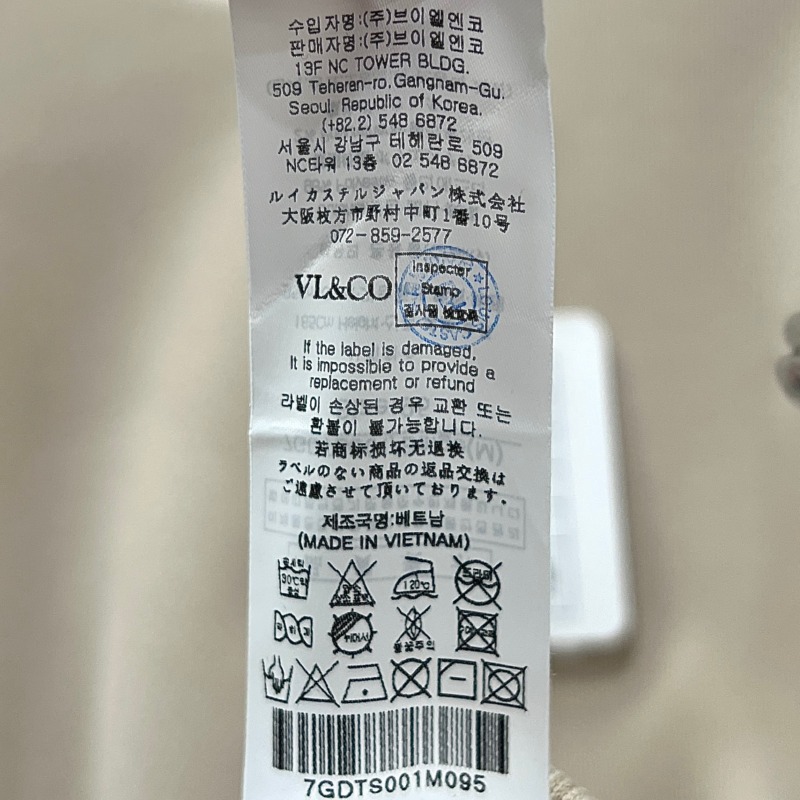 수입자명:(주)브이엘엔코
판매자명:(주)브이엘엔코
13F NC TOWER BLDG.
509 Teheran-ro,Gangnam-Gu.
Seoul. Republic of Korea.
(+82.2) 548 6872
서울시 강남구 테헤란로 509
NC타워 13층 02 548 6872
ルイカステルジャパン株式会社
大阪枚方市野村中町1番10号
072-859-2577
VL&CO
Inspecter
Stamp
If the label is damaged,
It is impossible to provide a
replacement or refund
라벨이 손상된 경우 교환 또는
환불이 불가능합니다.
若商标损坏无退换
ラベルのない商品の返品交換は
ご遠慮させて頂いております。
제조국명:베트남
(MADE IN VIETNAM)
30℃
120℃
드라이
불꽃주의
7GDTS001M095